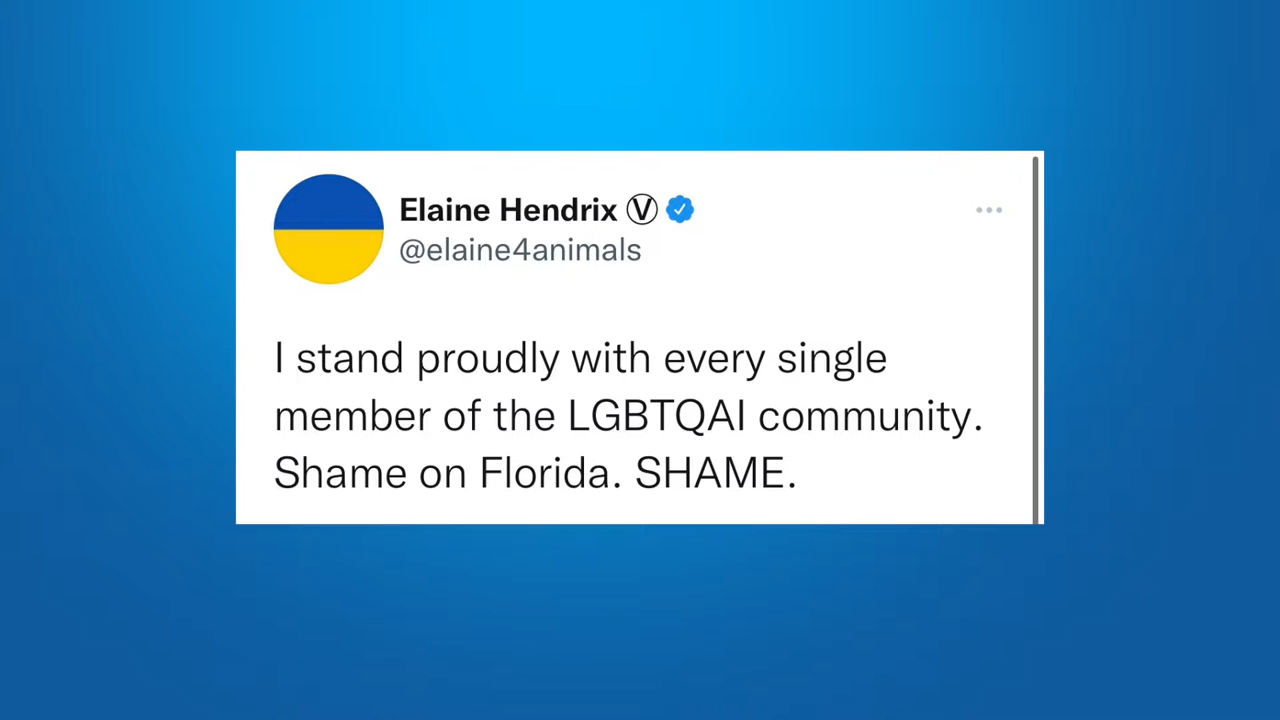 Elaine Hendrix Ⓥ
@elaine4animals
I stand proudly with every single
member of the LGBTQAI community.
Shame on Florida. SHAME.